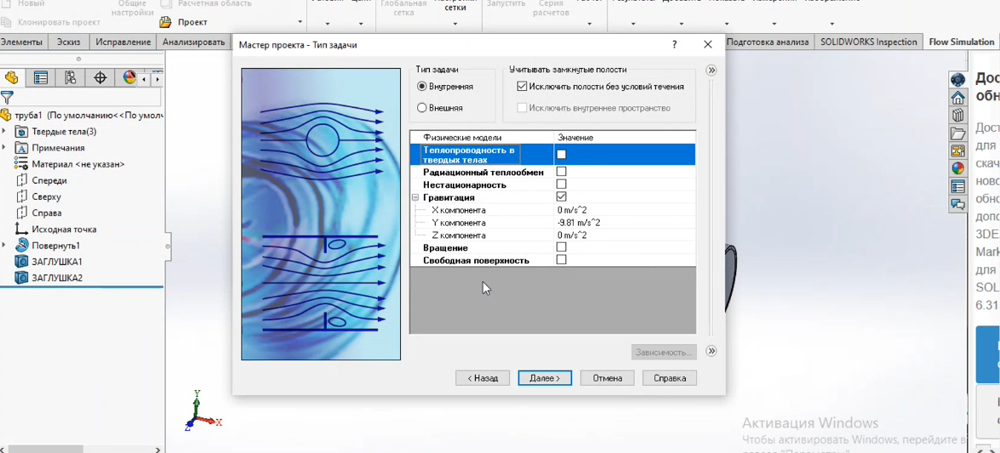 Новый
Общие
настройки
Расчетная область
Глобальная
сетка
Настройки
сетки
Запустить
Серия
расчетов
Клонировать проект
Проект
Элементы
Эскиз
Исправление
Анализировать
Подготовка анализа
SOLIDWORKS Inspection
Flow Simulation
Мастер проекта - Тип задачи
?
Тип задачи
Внутренняя
Внешняя
Учитывать замкнутые полости
Исключить полости без условий течения
Исключить внутреннее пространство
Физические модели
Значение
Теплопроводность в
твердых телах
Радиационный теплообмен
Нестационарность
Гравитация
X компонента
0 m/s^2
Y компонента
-9.81 m/s^2
Z компонента
0 m/s^2
Вращение
Свободная поверхность
Зависимость...
< Назад
Далее >
Отмена
Справка
труба1 (По умолчанию<<По умол
Твердые тела(3)
Примечания
Материал <не указан>
Спереди
Сверху
Справа
Исходная точка
Повернуть1
ЗАГЛУШКА1
ЗАГЛУШКА2
Y
X
Z
Дос
обн
Дост
для
скач
ново
обно
допо
3DE
Mark
для
SOL
6.31
Активация Windows
Чтобы активировать Windows, перейдите в